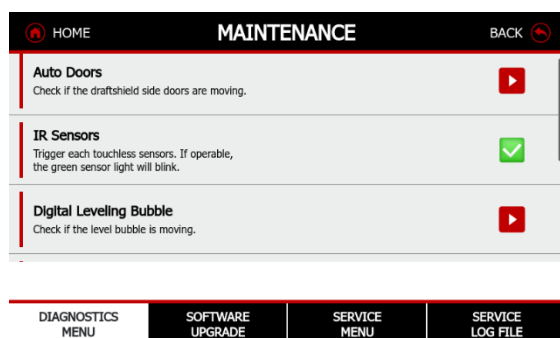 HOME MAINTENANCE BACK
Auto Doors
Check if the draftshield side doors are moving.
IR Sensors
Trigger each touchless sensors. If operable,
the green sensor light will blink.
Digital Leveling Bubble
Check if the level bubble is moving.
DIAGNOSTICS SOFTWARE SERVICE SERVICE
MENU UPGRADE MENU LOG FILE